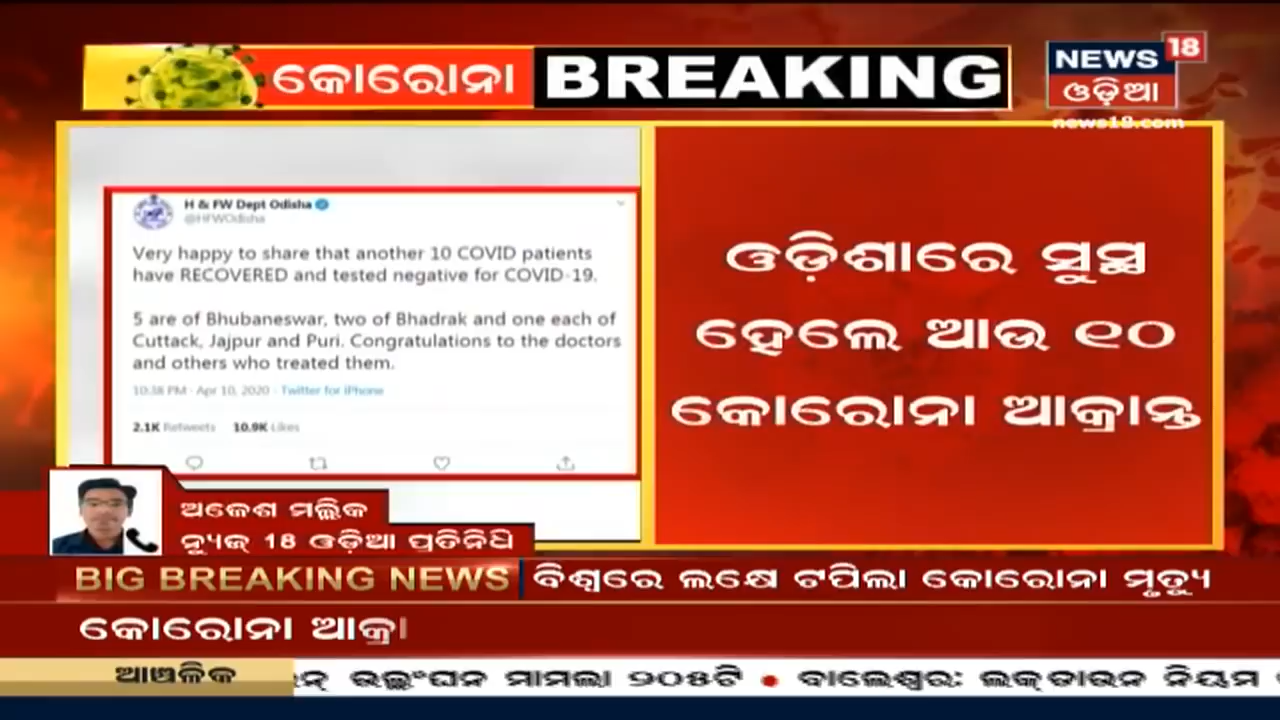 କୋରୋନା BREAKING
NEWS 18
ଓଡ଼ିଆ
news18.com
H & FW Dept Odisha
@HFWOdisha
Very happy to share that another 10 COVID patients
have RECOVERED and tested negative for COVID-19.
5 are of Bhubaneswar, two of Bhadrak and one each of
Cuttack, Jajpur and Puri. Congratulations to the doctors
and others who treated them.
10:38 PM · Apr 10, 2020 · Twitter for iPhone
2.1K Retweets 10.9K Likes
ଓଡ଼ିଶାରେ ସୁସ୍ଥ
ହେଲେ ଆଉ ୧୦
କୋରୋନା ଆକ୍ରାନ୍ତ
ଅକେଶ ମଲ୍ଲିକ
ନ୍ୟୁଜ୍ 18 ଓଡ଼ିଆ ପ୍ରତିନିଧି
BIG BREAKING NEWS ବିଶ୍ୱରେ ଲକ୍ଷେ ଟପିଲା କୋରୋନା ମୃତ୍ୟୁ
କୋରୋନା ଆକ୍ରା
ଆଞ୍ଚଳିକ ନ୍ ଉଲ୍ଲଂଘନ ମାମଲା ୨୦୫ଟି • ବାଲେଶ୍ୱର: ଲକ୍‌ଡାଉନ ନିୟମ